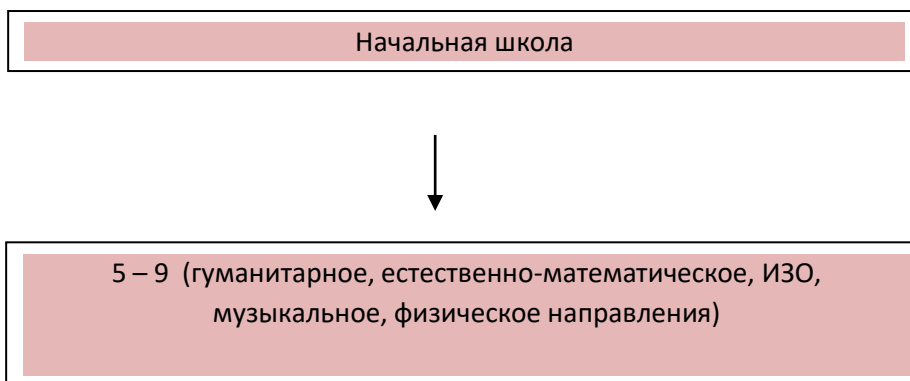 Начальная школа
5 – 9 (гуманитарное, естественно-математическое, ИЗО,
музыкальное, физическое направления)